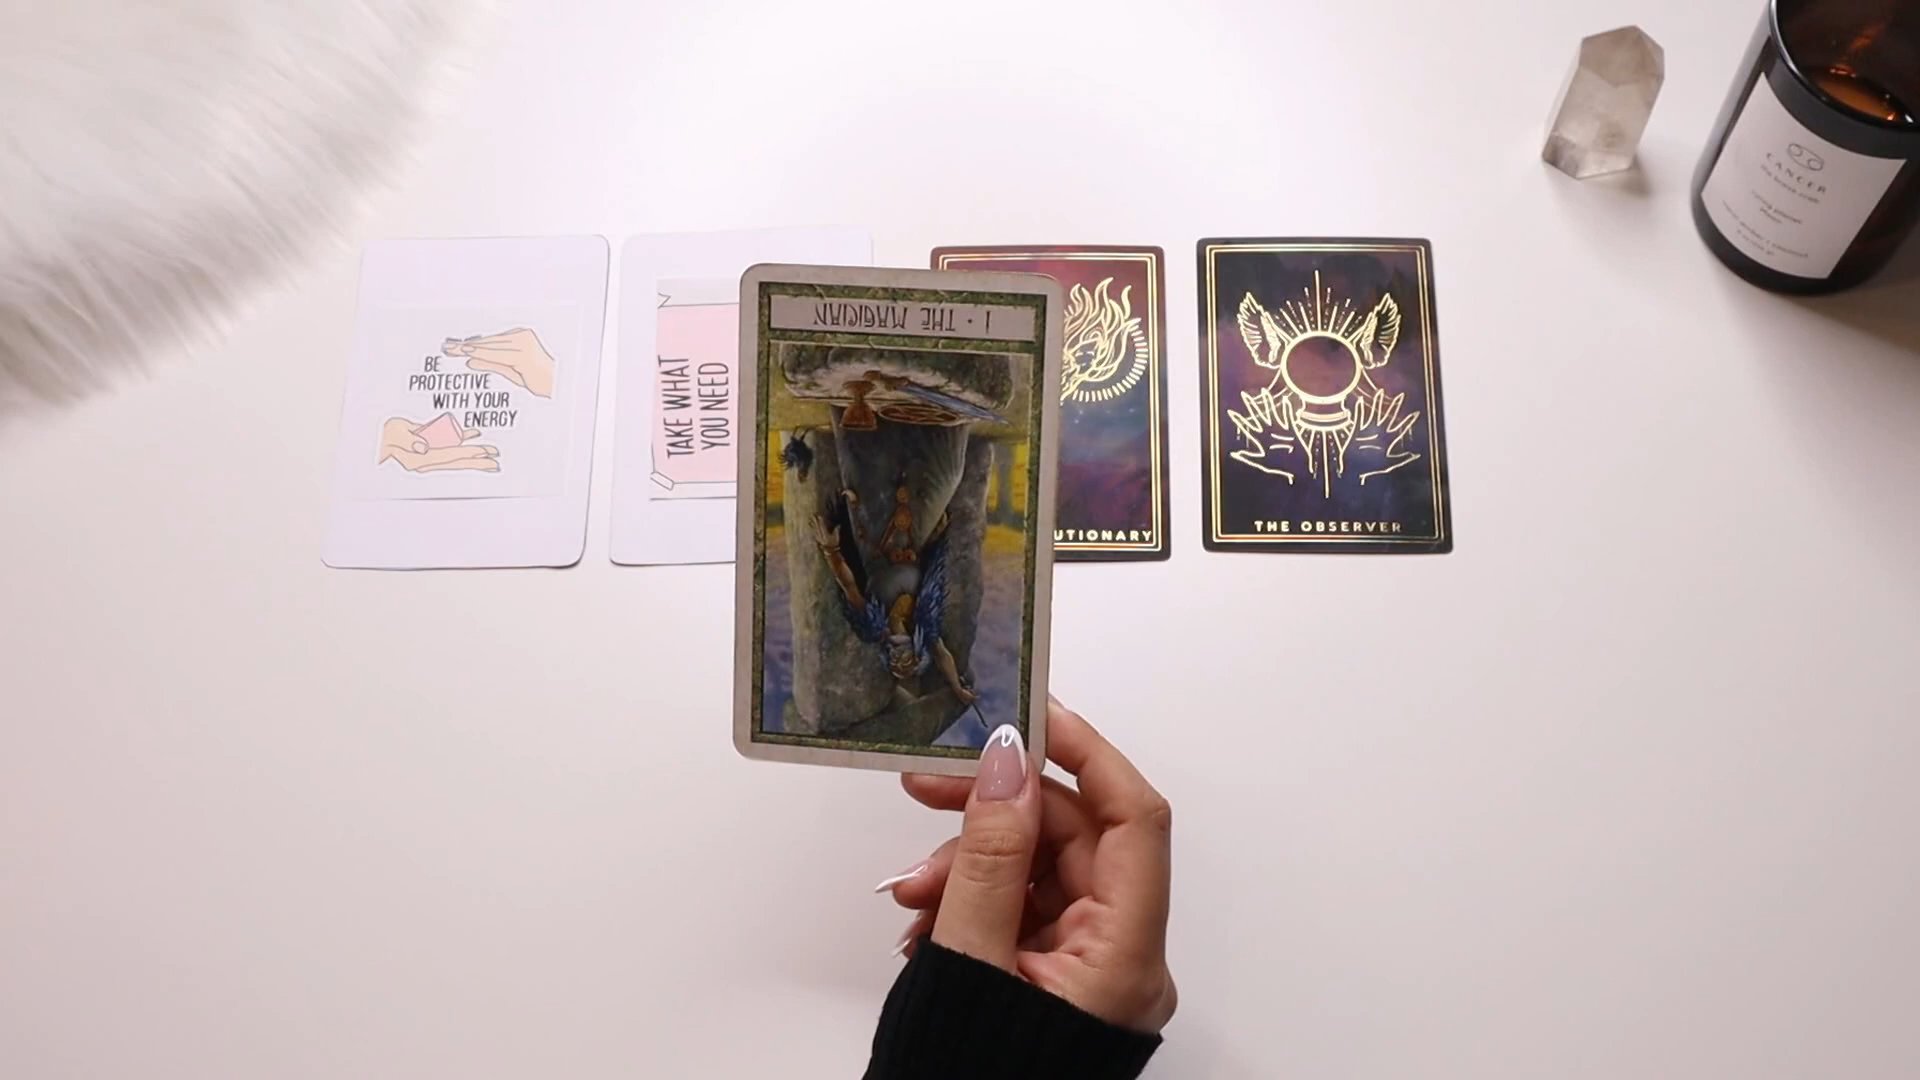 BE
PROTECTIVE
WITH YOUR
ENERGY
TAKE WHAT
YOU NEED
I • THE MAGICIAN
UTIONARY
THE OBSERVER
CANCER